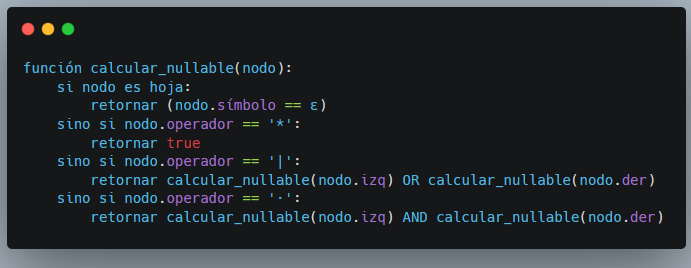 función calcular_nullable(nodo):
    si nodo es hoja:
        retornar (nodo.símbolo == ε)
    sino si nodo.operador == '*':
        retornar true
    sino si nodo.operador == '|':
        retornar calcular_nullable(nodo.izq) OR calcular_nullable(nodo.der)
    sino si nodo.operador == '·':
        retornar calcular_nullable(nodo.izq) AND calcular_nullable(nodo.der)